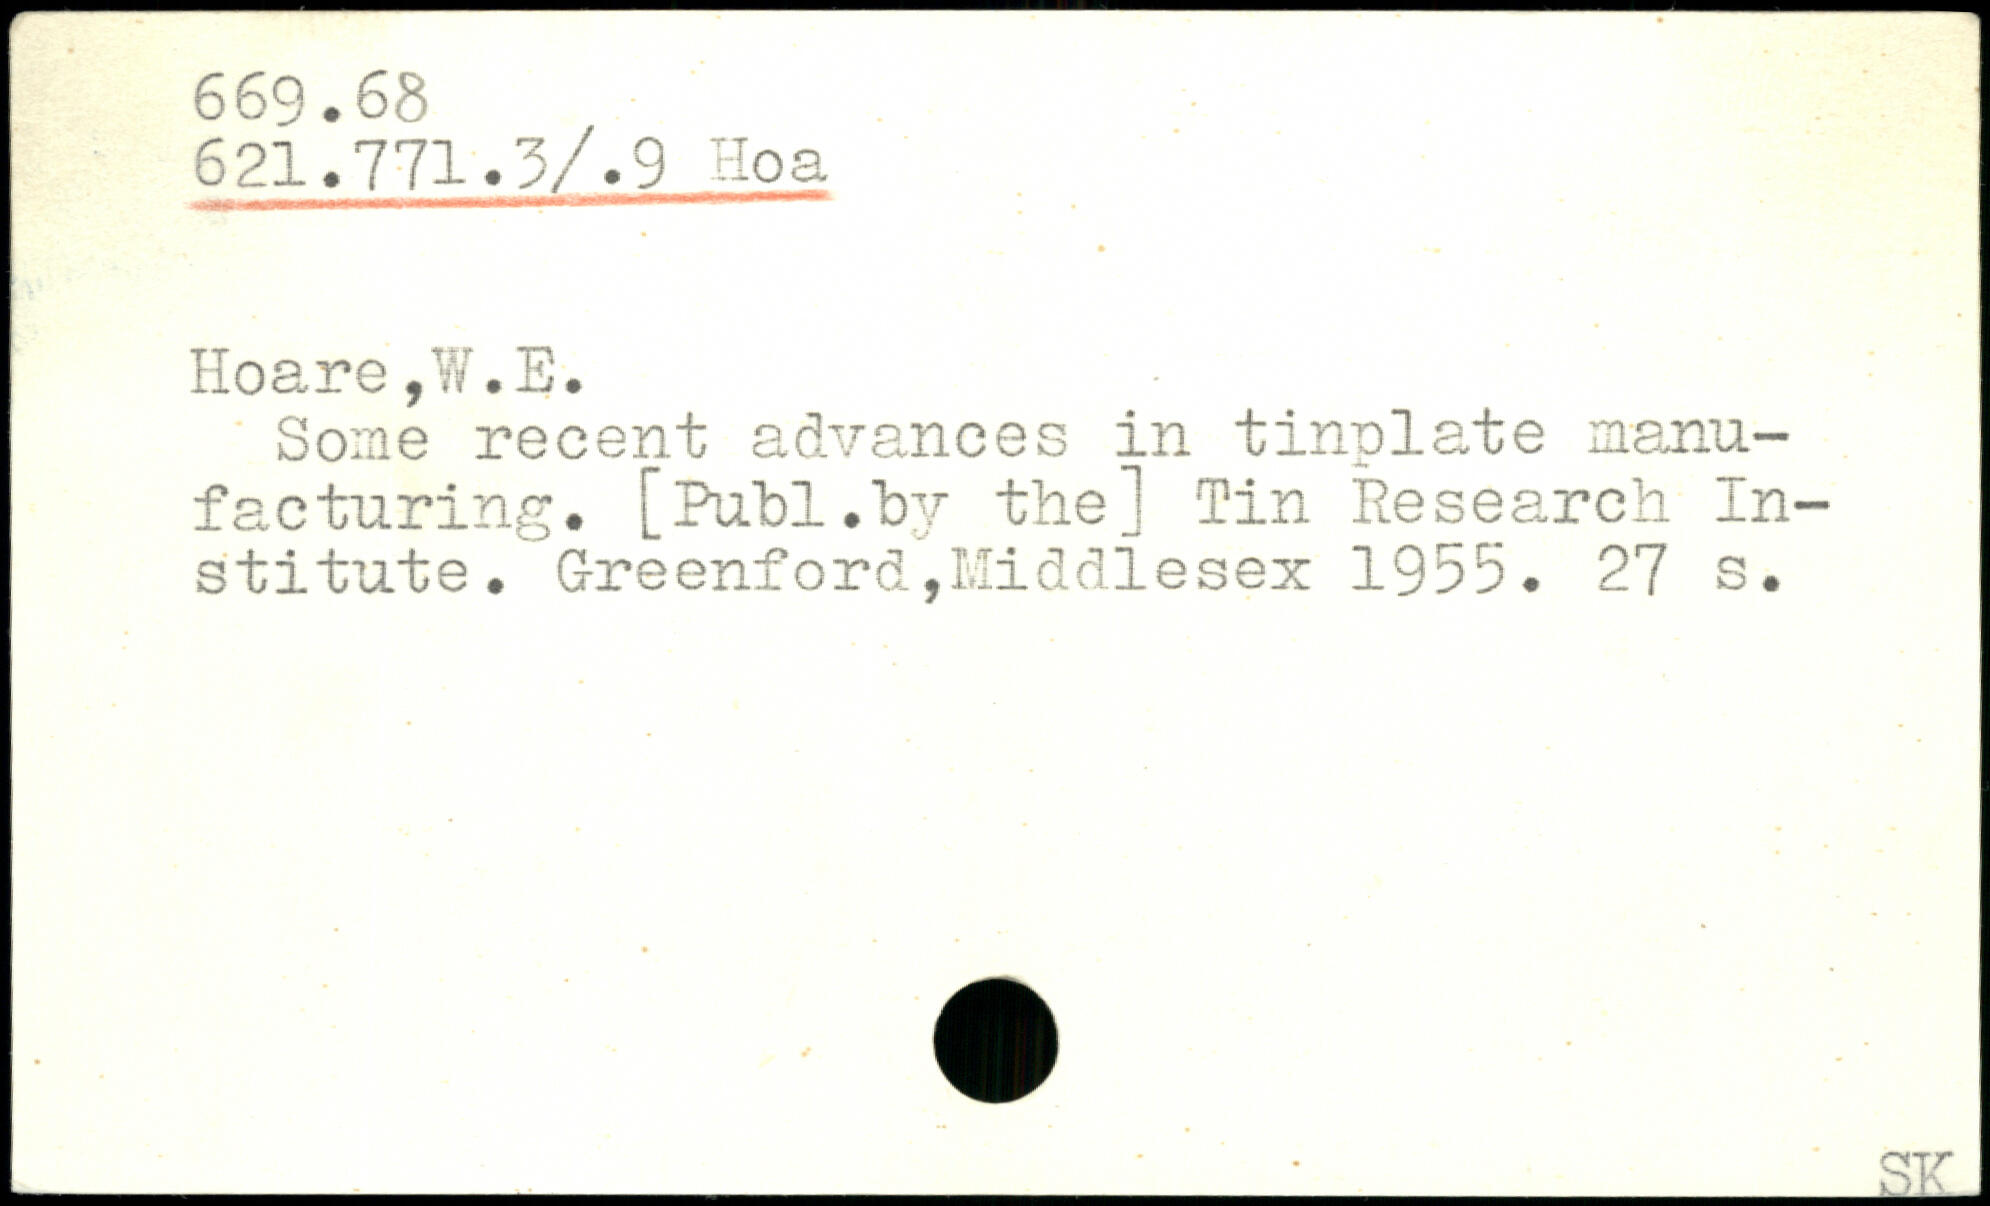 669.68
621.771.3/.9 Hoa
Hoare,W.E.
Some recent advances in tinplate manu-
facturing. [Publ.by the] Tin Research In-
stitute. Greenford,Middlesex 1955. 27 s.
SK